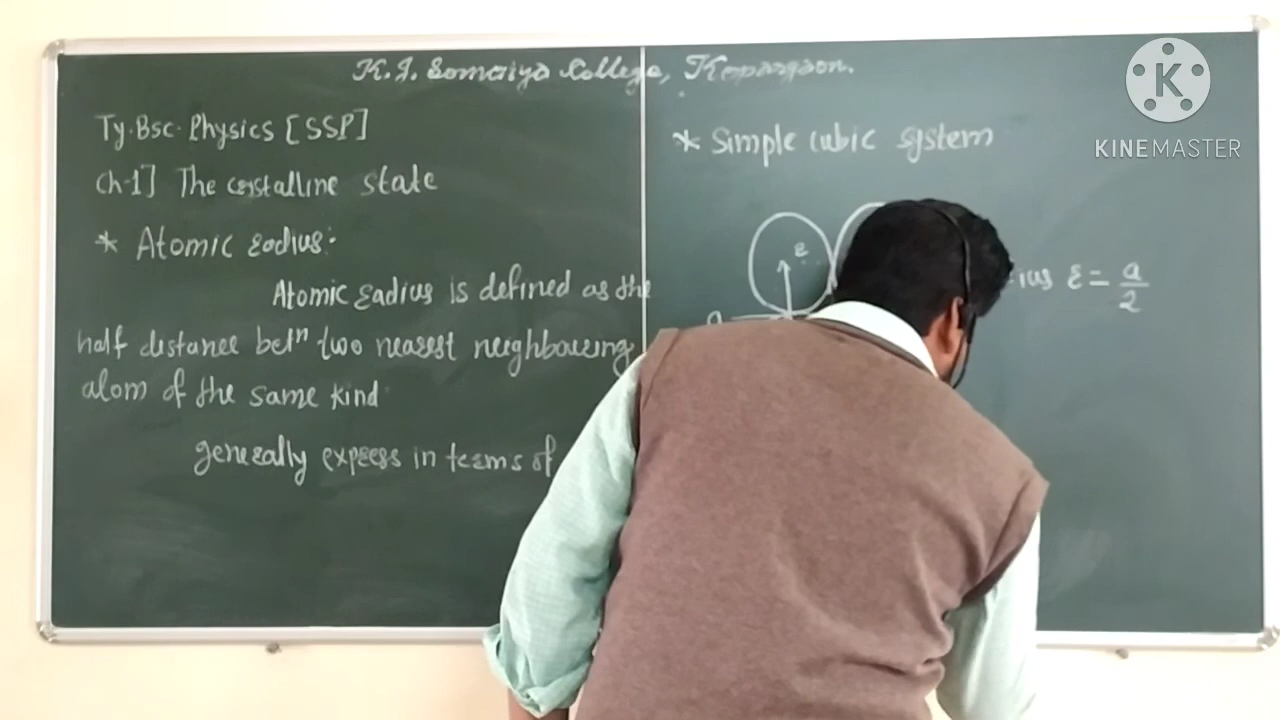 K.J. Somaiya College, Kopargaon.
Ty.Bsc. Physics [SSP]
Ch-1] The crystalline state
* Atomic radius:
Atomic radius is defined as the
half distance betn two nearest neighbouring
atom of the same kind
generally express in terms of
* Simple cubic system
r
r = a/2
a
KINEMASTER